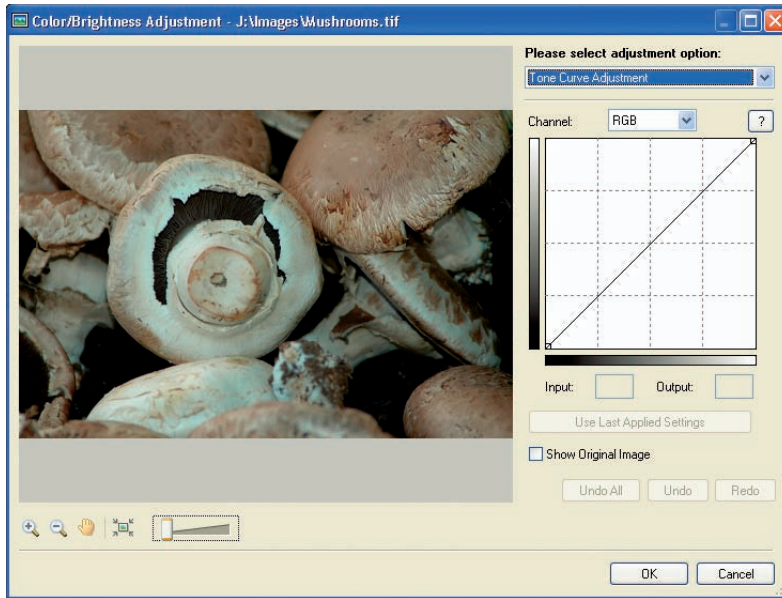 Color/Brightness Adjustment - J:\Images\Mushrooms.tif
Please select adjustment option:
Tone Curve Adjustment
Channel: RGB ?
Input: Output:
Use Last Applied Settings
Show Original Image
Undo All Undo Redo
OK Cancel